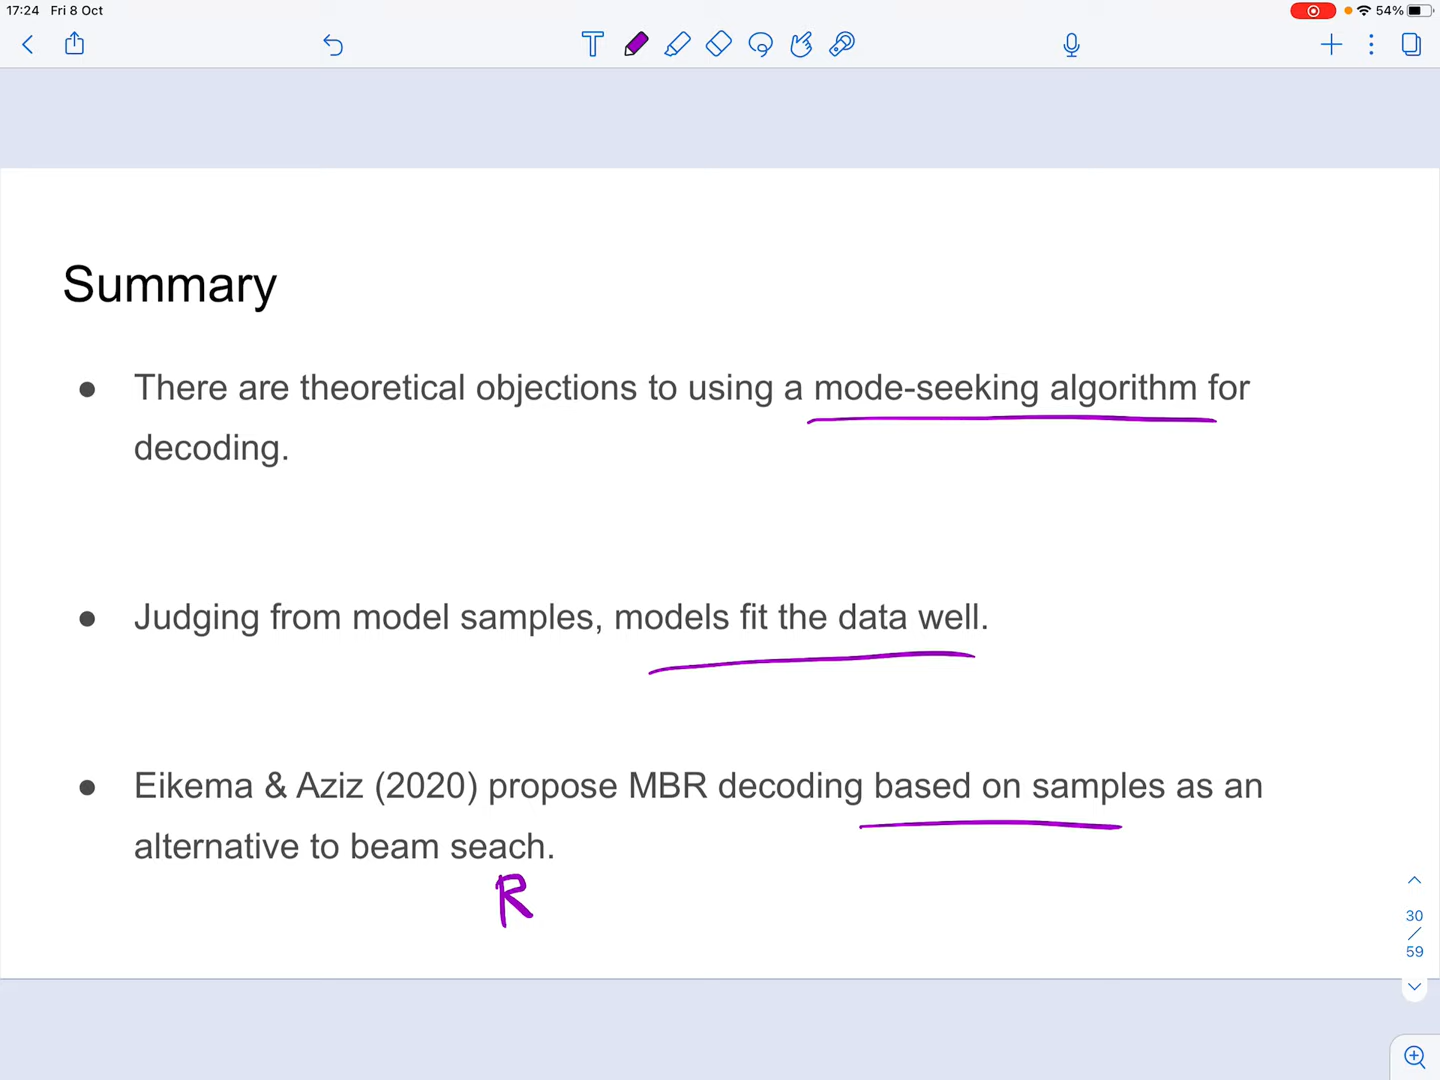 17:24 Fri 8 Oct
54%
Summary
● There are theoretical objections to using a mode-seeking algorithm for
decoding.
● Judging from model samples, models fit the data well.
● Eikema & Aziz (2020) propose MBR decoding based on samples as an
alternative to beam seach.
R
30
/
59